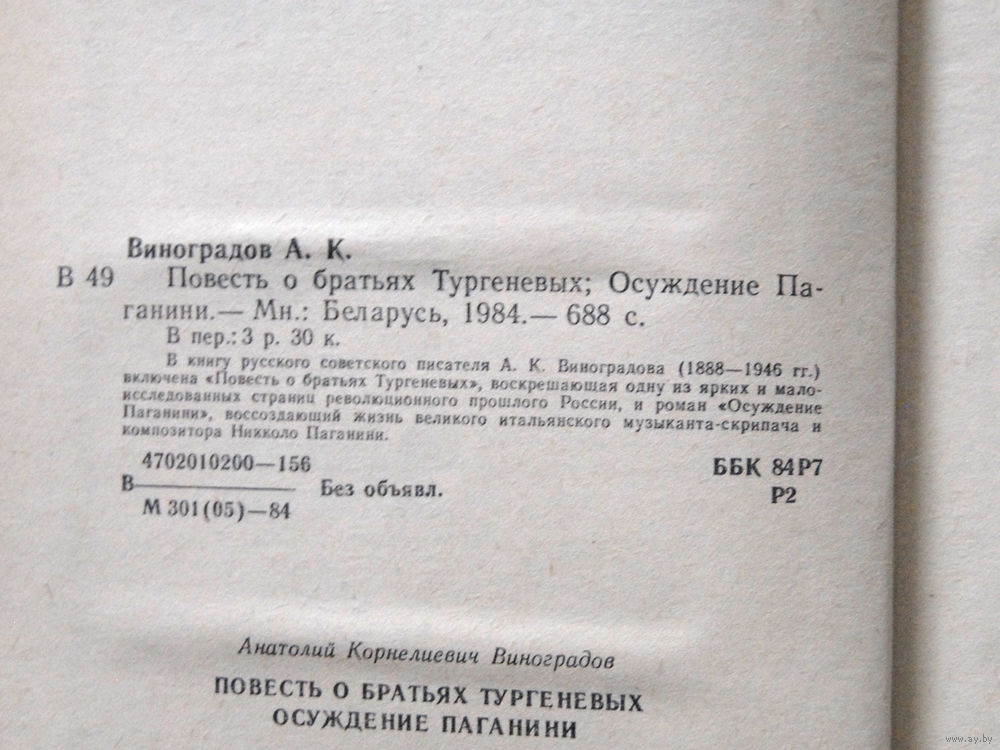 Виноградов А. К.
В 49 Повесть о братьях Тургеневых; Осуждение Па-
ганини.— Мн.: Беларусь, 1984.— 688 с.
В пер.: 3 р. 30 к.
В книгу русского советского писателя А. К. Виноградова (1888—1946 гг.)
включена «Повесть о братьях Тургеневых», воскрешающая одну из ярких и мало-
исследованных страниц революционного прошлого России, и роман «Осуждение
Паганини», воссоздающий жизнь великого итальянского музыканта-скрипача и
композитора Никколо Паганини.
4702010200—156
В Без объявл.
М 301(05)—84
ББК 84Р7
Р2
Анатолий Корнелиевич Виноградов
ПОВЕСТЬ О БРАТЬЯХ ТУРГЕНЕВЫХ
ОСУЖДЕНИЕ ПАГАНИНИ
www.ay.by